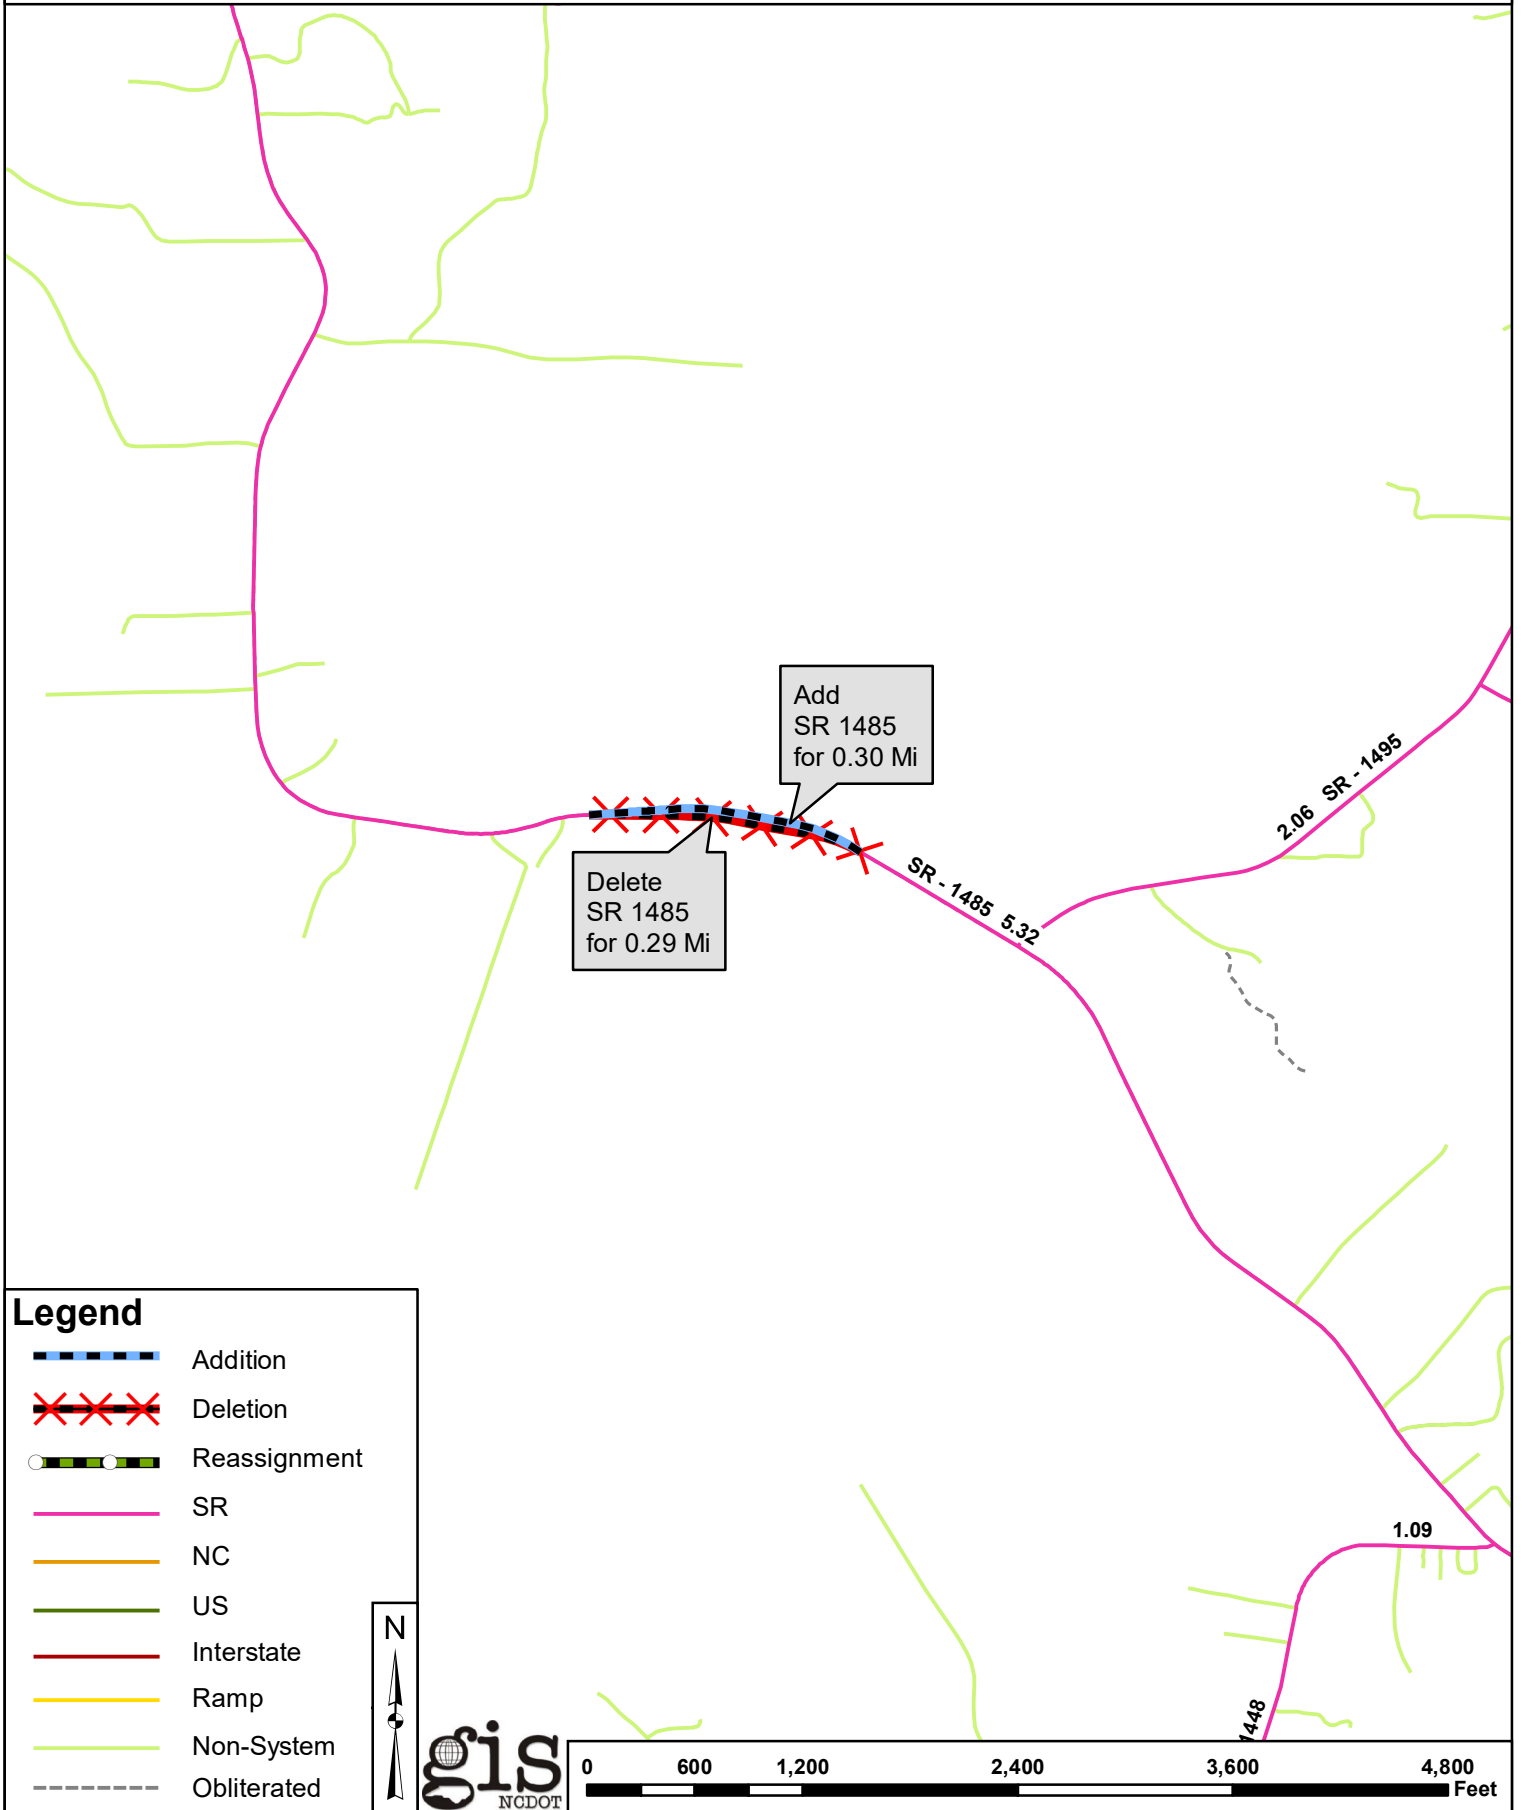 Add
SR 1485
for 0.30 Mi
2.06 SR - 1495
SR - 1485 5.32
Delete
SR 1485
for 0.29 Mi
Legend
Addition
Deletion
Reassignment
SR
NC
US
Interstate
Ramp
Non-System
Obliterated
N
gis
NCDOT
1.09
1448
0 600 1,200 2,400 3,600 4,800
Feet